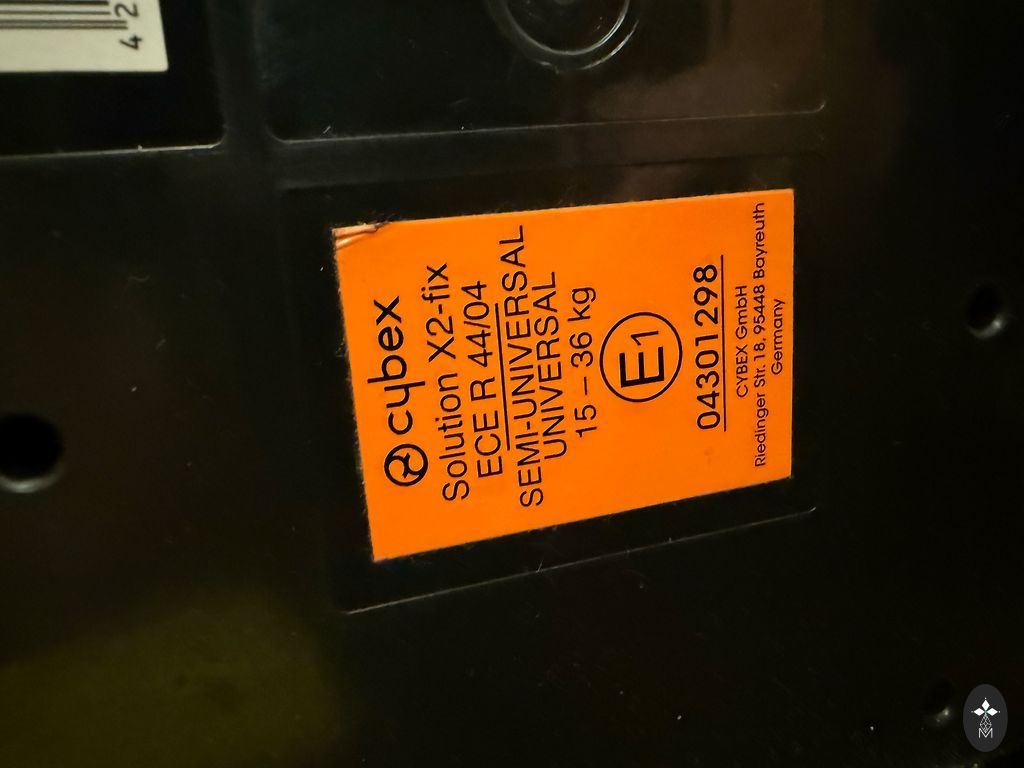 42
cybex
Solution X2-fix
ECE R 44/04
SEMI-UNIVERSAL
UNIVERSAL
15 – 36 kg
E1
04301298
CYBEX GmbH
Riedinger Str. 18, 95448 Bayreuth
Germany
M